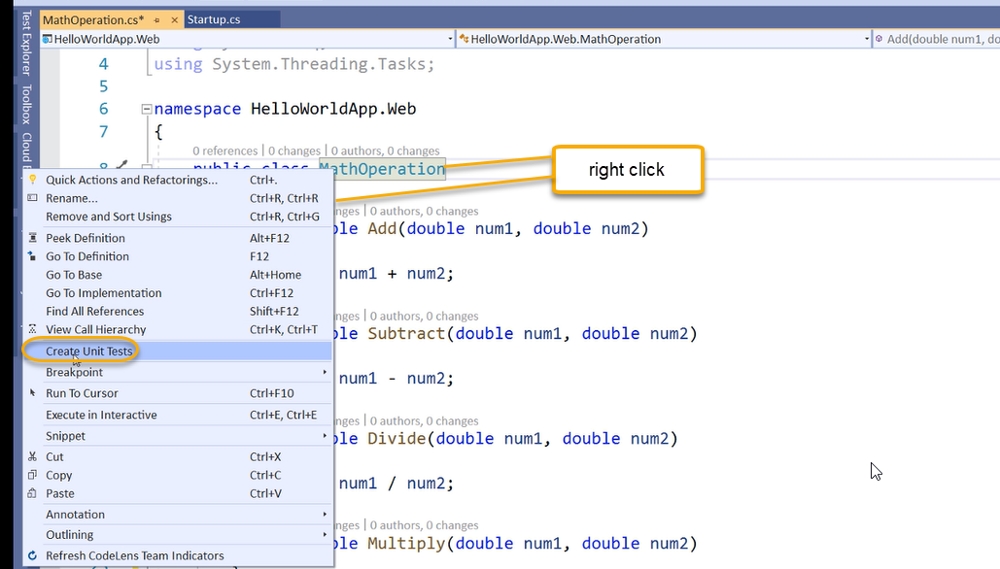 MathOperation.cs*
Startup.cs
HelloWorldApp.Web
HelloWorldApp.Web.MathOperation
Add(double num1, do
Test Explorer
Toolbox
Cloud
4 using System.Threading.Tasks;
5
6 namespace HelloWorldApp.Web
7 {
0 references | 0 changes | 0 authors, 0 changes
8 public class MathOperation
right click
Quick Actions and Refactorings... Ctrl+.
Rename... Ctrl+R, Ctrl+R
Remove and Sort Usings Ctrl+R, Ctrl+G
nges | 0 authors, 0 changes
ble Add(double num1, double num2)
Peek Definition Alt+F12
Go To Definition F12
Go To Base Alt+Home
num1 + num2;
Go To Implementation Ctrl+F12
Find All References Shift+F12
nges | 0 authors, 0 changes
View Call Hierarchy Ctrl+K, Ctrl+T
ble Subtract(double num1, double num2)
Create Unit Tests
Breakpoint
num1 - num2;
Run To Cursor Ctrl+F10
Execute in Interactive Ctrl+E, Ctrl+E
nges | 0 authors, 0 changes
Snippet
ble Divide(double num1, double num2)
Cut Ctrl+X
Copy Ctrl+C
num1 / num2;
Paste Ctrl+V
Annotation
nges | 0 authors, 0 changes
Outlining
ble Multiply(double num1, double num2)
Refresh CodeLens Team Indicators